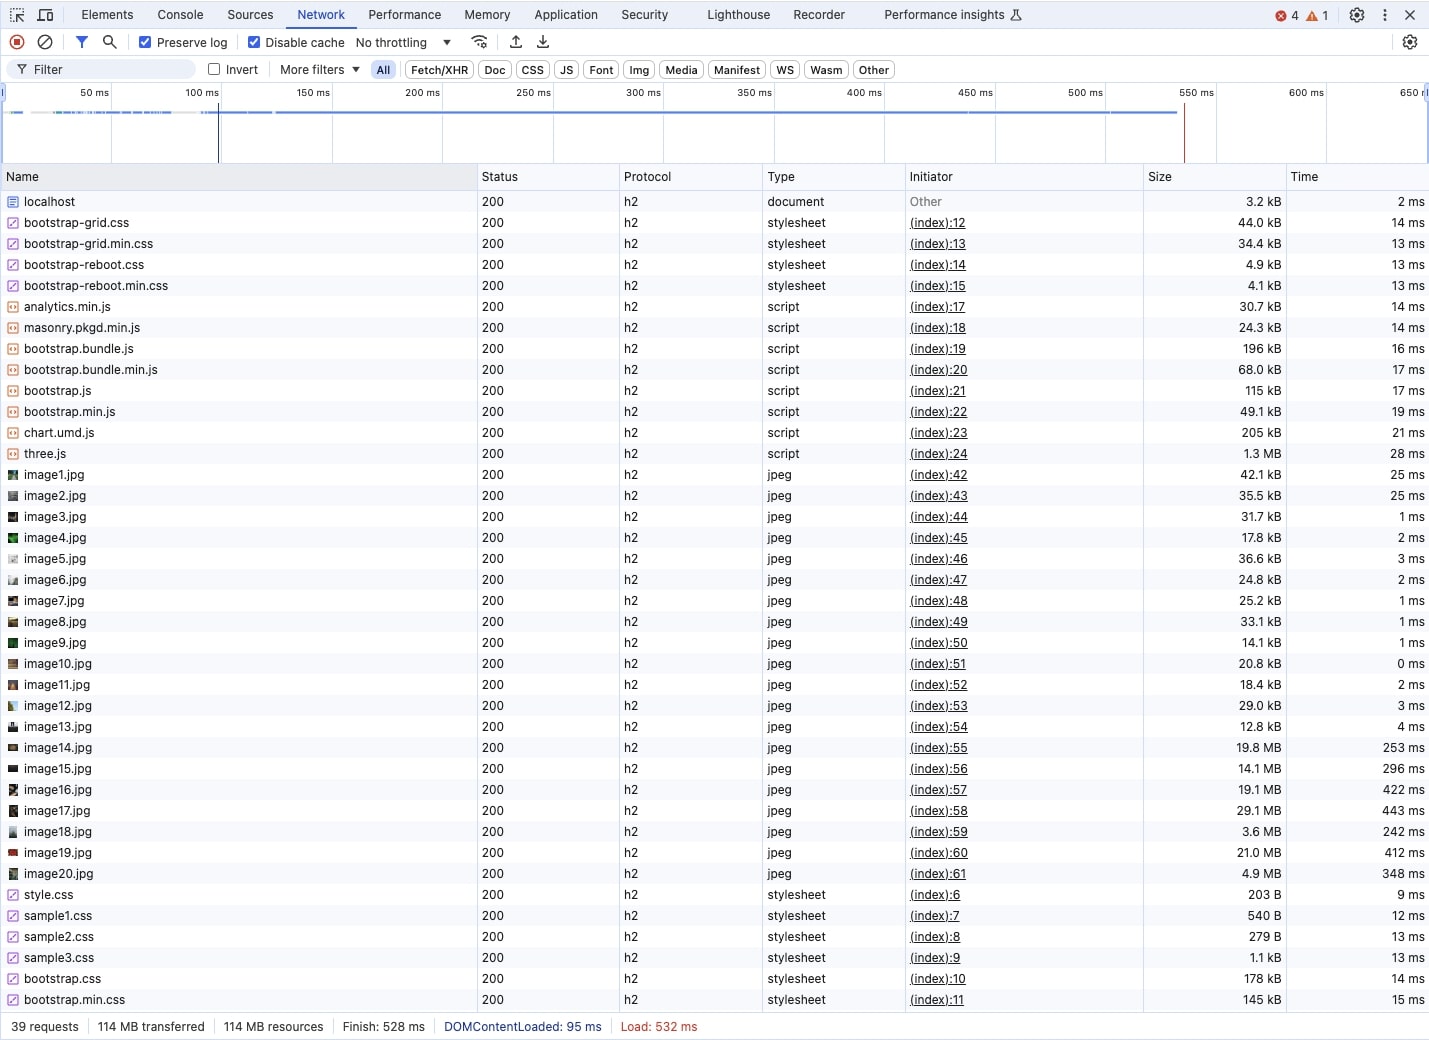 Elements Console Sources Network Performance Memory Application Security Lighthouse Recorder Performance insights 4 1
Preserve log Disable cache No throttling
Filter Invert More filters All Fetch/XHR Doc CSS JS Font Img Media Manifest WS Wasm Other
50 ms 100 ms 150 ms 200 ms 250 ms 300 ms 350 ms 400 ms 450 ms 500 ms 550 ms 600 ms 650
Name Status Protocol Type Initiator Size Time
localhost 200 h2 document Other 3.2 kB 2 ms
bootstrap-grid.css 200 h2 stylesheet (index):12 44.0 kB 14 ms
bootstrap-grid.min.css 200 h2 stylesheet (index):13 34.4 kB 13 ms
bootstrap-reboot.css 200 h2 stylesheet (index):14 4.9 kB 13 ms
bootstrap-reboot.min.css 200 h2 stylesheet (index):15 4.1 kB 13 ms
analytics.min.js 200 h2 script (index):17 30.7 kB 14 ms
masonry.pkgd.min.js 200 h2 script (index):18 24.3 kB 14 ms
bootstrap.bundle.js 200 h2 script (index):19 196 kB 16 ms
bootstrap.bundle.min.js 200 h2 script (index):20 68.0 kB 17 ms
bootstrap.js 200 h2 script (index):21 115 kB 17 ms
bootstrap.min.js 200 h2 script (index):22 49.1 kB 19 ms
chart.umd.js 200 h2 script (index):23 205 kB 21 ms
three.js 200 h2 script (index):24 1.3 MB 28 ms
image1.jpg 200 h2 jpeg (index):42 42.1 kB 25 ms
image2.jpg 200 h2 jpeg (index):43 35.5 kB 25 ms
image3.jpg 200 h2 jpeg (index):44 31.7 kB 1 ms
image4.jpg 200 h2 jpeg (index):45 17.8 kB 2 ms
image5.jpg 200 h2 jpeg (index):46 36.6 kB 3 ms
image6.jpg 200 h2 jpeg (index):47 24.8 kB 2 ms
image7.jpg 200 h2 jpeg (index):48 25.2 kB 1 ms
image8.jpg 200 h2 jpeg (index):49 33.1 kB 1 ms
image9.jpg 200 h2 jpeg (index):50 14.1 kB 1 ms
image10.jpg 200 h2 jpeg (index):51 20.8 kB 0 ms
image11.jpg 200 h2 jpeg (index):52 18.4 kB 2 ms
image12.jpg 200 h2 jpeg (index):53 29.0 kB 3 ms
image13.jpg 200 h2 jpeg (index):54 12.8 kB 4 ms
image14.jpg 200 h2 jpeg (index):55 19.8 MB 253 ms
image15.jpg 200 h2 jpeg (index):56 14.1 MB 296 ms
image16.jpg 200 h2 jpeg (index):57 19.1 MB 422 ms
image17.jpg 200 h2 jpeg (index):58 29.1 MB 443 ms
image18.jpg 200 h2 jpeg (index):59 3.6 MB 242 ms
image19.jpg 200 h2 jpeg (index):60 21.0 MB 412 ms
image20.jpg 200 h2 jpeg (index):61 4.9 MB 348 ms
style.css 200 h2 stylesheet (index):6 203 B 9 ms
sample1.css 200 h2 stylesheet (index):7 540 B 12 ms
sample2.css 200 h2 stylesheet (index):8 279 B 13 ms
sample3.css 200 h2 stylesheet (index):9 1.1 kB 13 ms
bootstrap.css 200 h2 stylesheet (index):10 178 kB 14 ms
bootstrap.min.css 200 h2 stylesheet (index):11 145 kB 15 ms
39 requests 114 MB transferred 114 MB resources Finish: 528 ms DOMContentLoaded: 95 ms Load: 532 ms